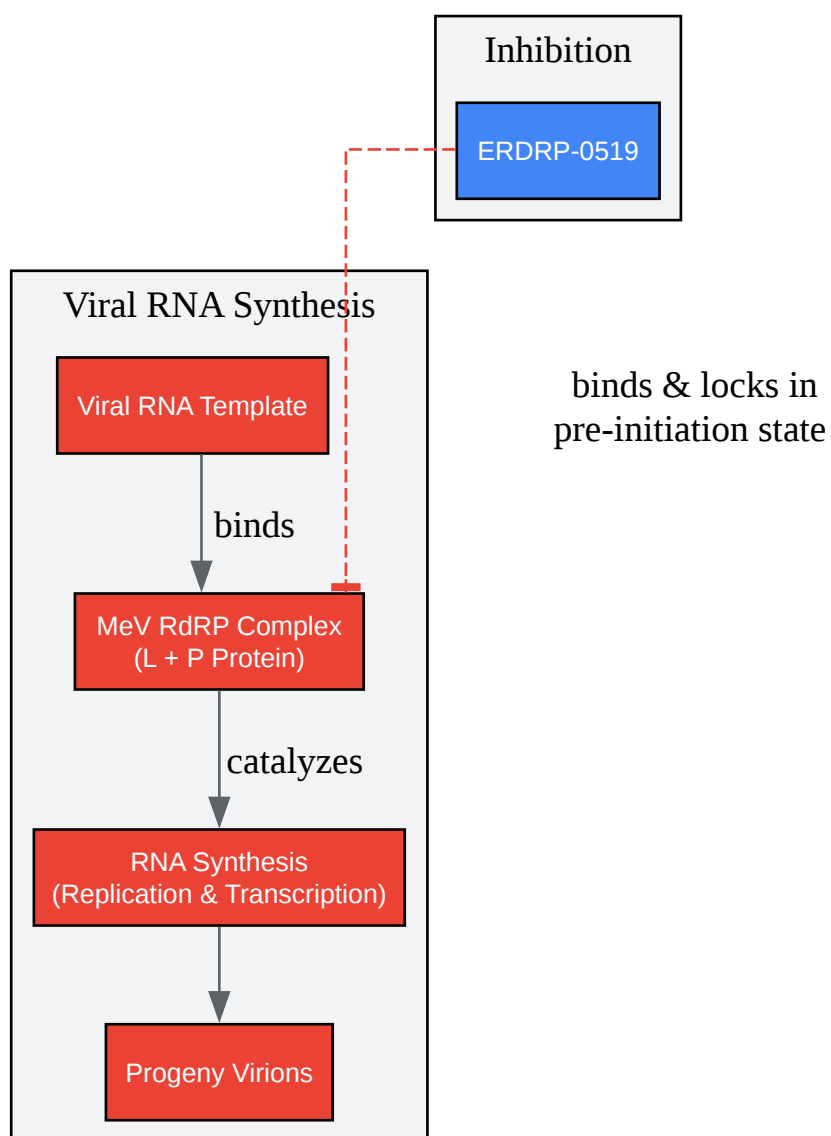 Inhibition
ERDRP-0519
Viral RNA Synthesis
Viral RNA Template
binds & locks in
pre-initiation state
binds
MeV RdRP Complex
(L + P Protein)
catalyzes
RNA Synthesis
(Replication & Transcription)
Progeny Virions